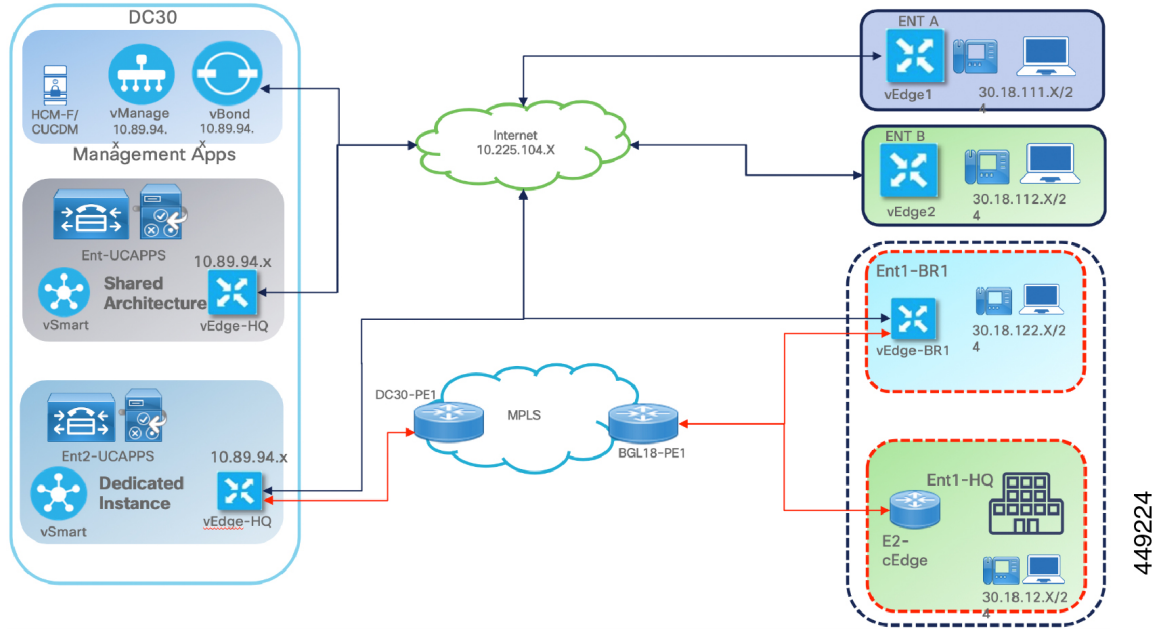 DC30
HCM-F/
CUCDM
vManage
10.89.94.
x
vBond
10.89.94.
x
Management Apps
Ent-UCAPPS
10.89.94.x
Shared
Architecture
vSmart
vEdge-HQ
Ent2-UCAPPS
10.89.94.x
Dedicated
Instance
vSmart
vEdge-HQ
Internet
10.225.104.X
DC30-PE1
MPLS
BGL18-PE1
ENT A
vEdge1
30.18.111.X/2
4
ENT B
vEdge2
30.18.112.X/2
4
Ent1-BR1
vEdge-BR1
30.18.122.X/2
4
Ent1-HQ
E2-
cEdge
30.18.12.X/2
4
449224